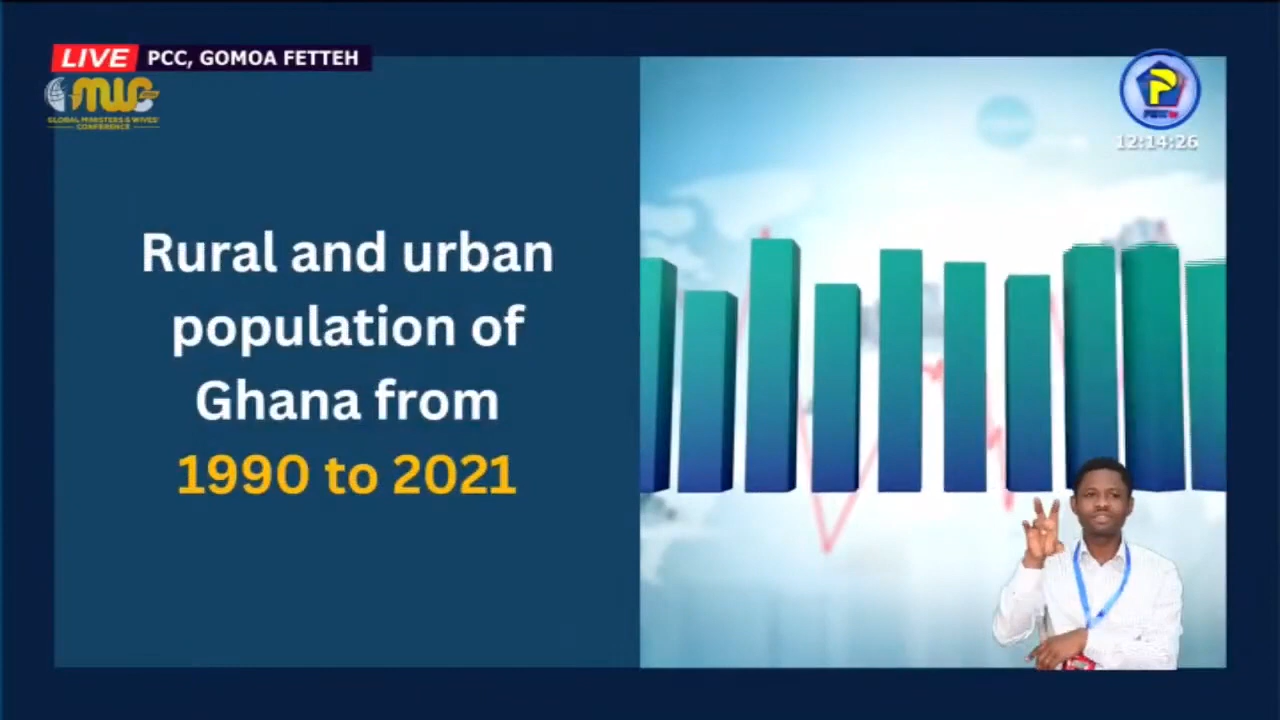 LIVE PCC, GOMOA FETTEH
MWC
GLOBAL MINISTERS & WIVES'
CONFERENCE
P
12:14:26
Rural and urban
population of
Ghana from
1990 to 2021